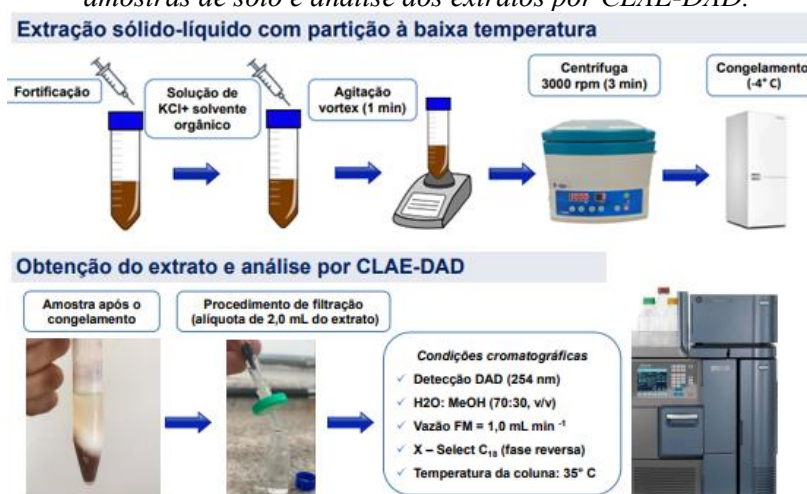 amostras de solo e análise dos extratos por CLAE-DAD.
Extração sólido-líquido com partição à baixa temperatura
Fortificação
Solução de
KCl+ solvente
orgânico
Agitação
vortex (1 min)
Centrífuga
3000 rpm (3 min)
Congelamento
(-4° C)
Obtenção do extrato e análise por CLAE-DAD
Amostra após o
congelamento
Procedimento de filtração
(alíquota de 2,0 mL do extrato)
Condições cromatográficas
✓ Detecção DAD (254 nm)
✓ H2O: MeOH (70:30, v/v)
✓ Vazão FM = 1,0 mL min -1
✓ X – Select C18 (fase reversa)
✓ Temperatura da coluna: 35° C